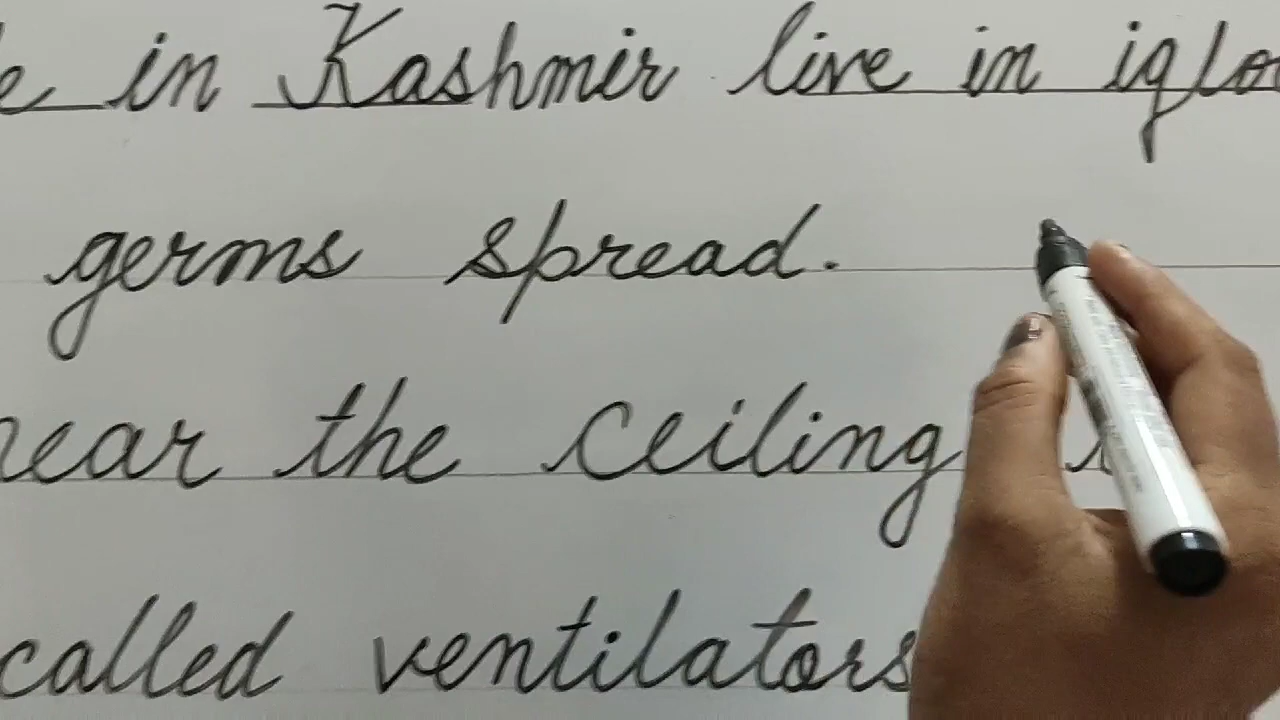 in Kashmir live in
germs spread.
near the ceiling
called ventilators